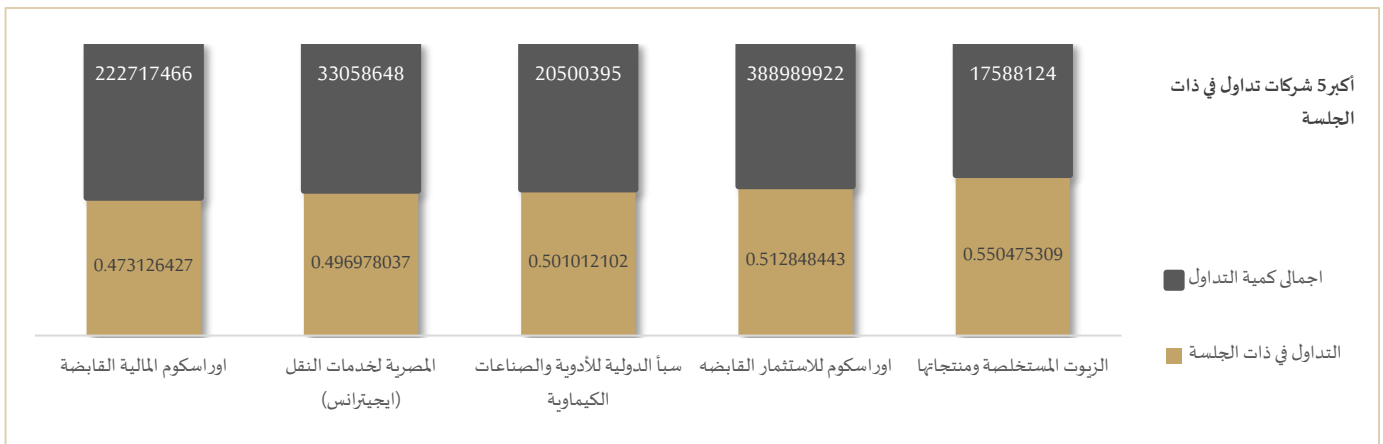 أكبر 5 شركات تداول في ذات
الجلسة
222717466 33058648 20500395 388989922 17588124
0.473126427 0.496978037 0.501012102 0.512848443 0.550475309
اجمالى كمية التداول
التداول في ذات الجلسة
اوراسكوم المالية القابضة
المصرية لخدمات النقل
(ايجيترانس)
سبأ الدولية للأدوية والصناعات
الكيماوية
اوراسكوم للاستثمار القابضه
الزيوت المستخلصة ومنتجاتها